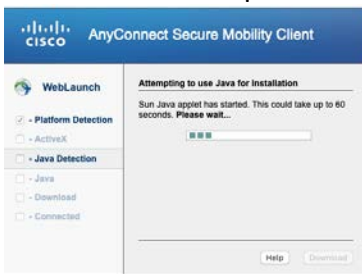 CISCO
AnyConnect Secure Mobility Client
WebLaunch
- Platform Detection
- ActiveX
- Java Detection
- Java
- Download
- Connected
Attempting to use Java for Installation
Sun Java applet has started. This could take up to 60
seconds. Please wait...
Help
Download